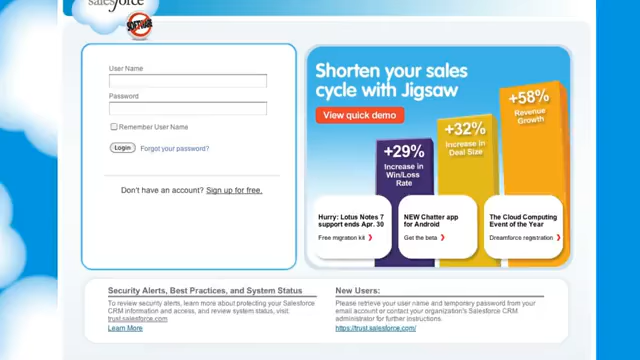 salesforce
SOFTWARE
User Name
Password
Remember User Name
Login Forgot your password?
Don't have an account? Sign up for free.
Shorten your sales
cycle with Jigsaw
View quick demo
+29%
Increase in
Win/Loss
Rate
+32%
Increase in
Deal Size
+58%
Revenue
Growth
Hurry: Lotus Notes 7
support ends Apr. 30
Free migration kit
NEW Chatter app
for Android
Get the beta
The Cloud Computing
Event of the Year
Dreamforce registration
Security Alerts, Best Practices, and System Status
To review security alerts, learn more about protecting your Salesforce
CRM information and access, and review system status, visit:
trust.salesforce.com
Learn More
New Users:
Please retrieve your user name and temporary password from your
email account or contact your organization's Salesforce CRM
administrator for further instructions.
https://trust.salesforce.com/